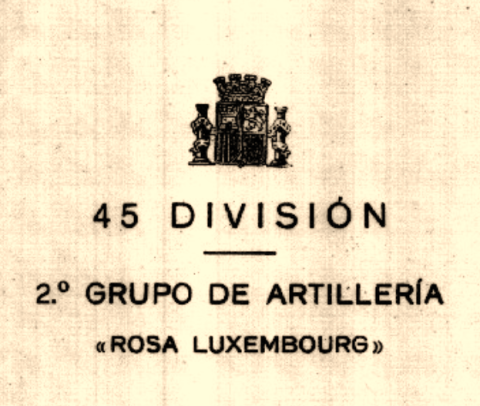 45 DIVISIÓN
2.º GRUPO DE ARTILLERÍA
«ROSA LUXEMBOURG»